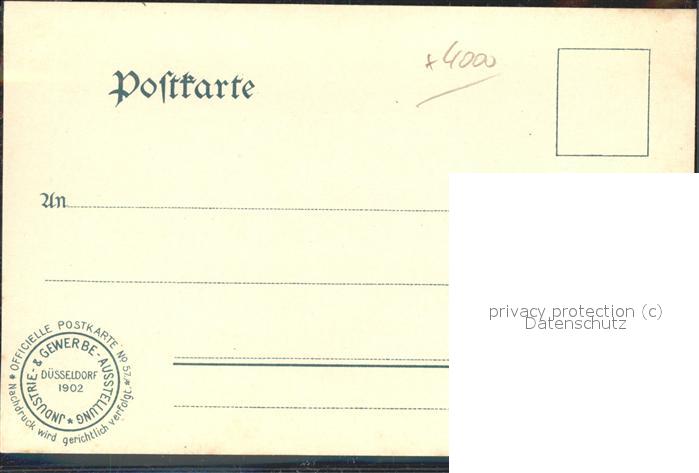 Poſtkarte
x 4000
An
OFFICIELLE POSTKARTE No 57.
JNDUSTRIE- & GEWERBE-AUSSTELLUNG
DÜSSELDORF
1902
Nachdruck wird gerichtlich verfolgt.
privacy protection (c)
Datenschutz